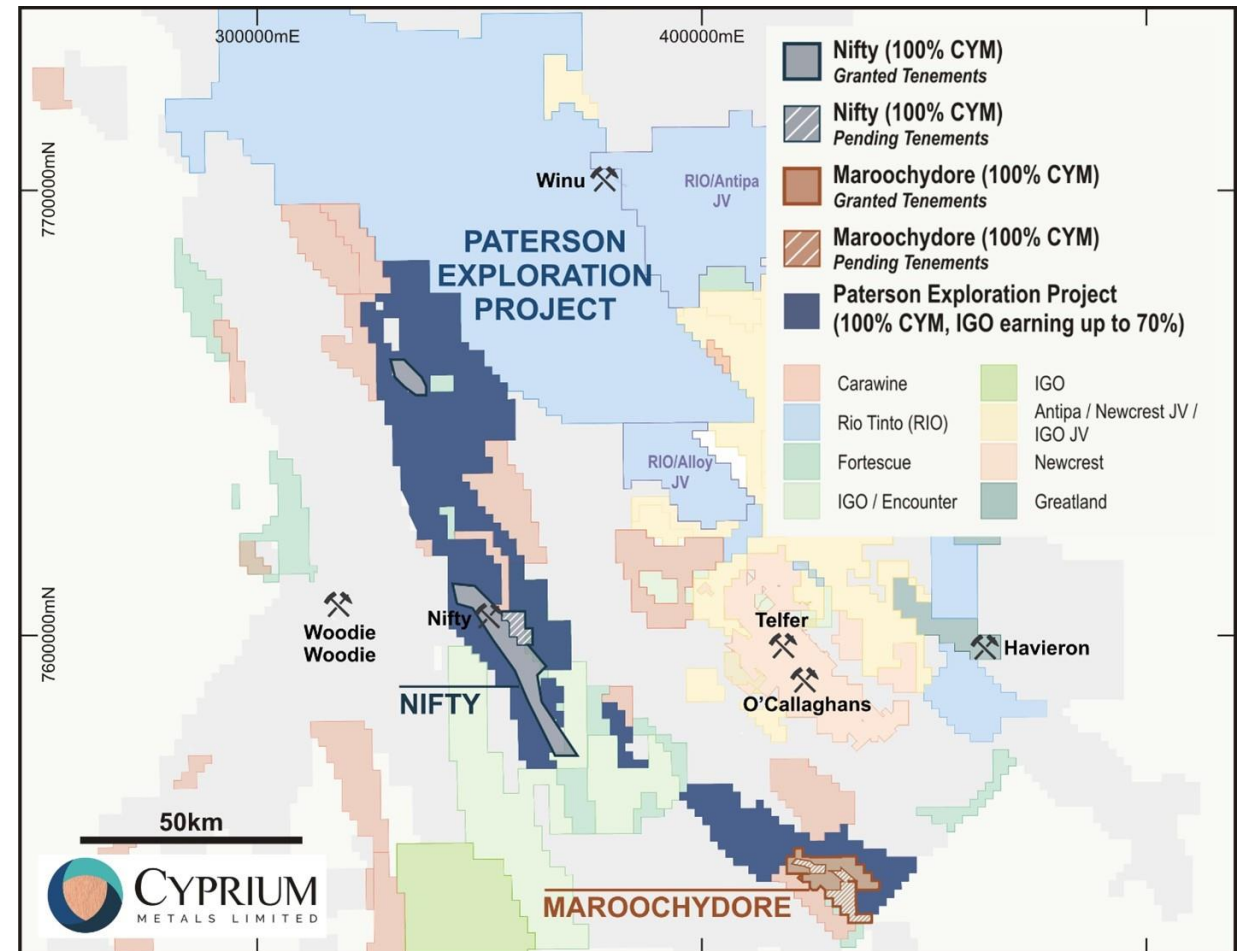 300000mE
400000mE
7700000mN
7600000mN
Nifty (100% CYM)
Granted Tenements
Nifty (100% CYM)
Pending Tenements
Maroochydore (100% CYM)
Granted Tenements
Maroochydore (100% CYM)
Pending Tenements
Paterson Exploration Project
(100% CYM, IGO earning up to 70%)
Carawine
Rio Tinto (RIO)
Fortescue
IGO / Encounter
IGO
Antipa / Newcrest JV /
IGO JV
Newcrest
Greatland
Winu
RIO/Antipa
JV
PATERSON
EXPLORATION
PROJECT
RIO/Alloy
JV
Woodie
Woodie
Nifty
NIFTY
Telfer
O'Callaghans
Havieron
MAROOCHYDORE
50km
CYPRIUM
METALS LIMITED